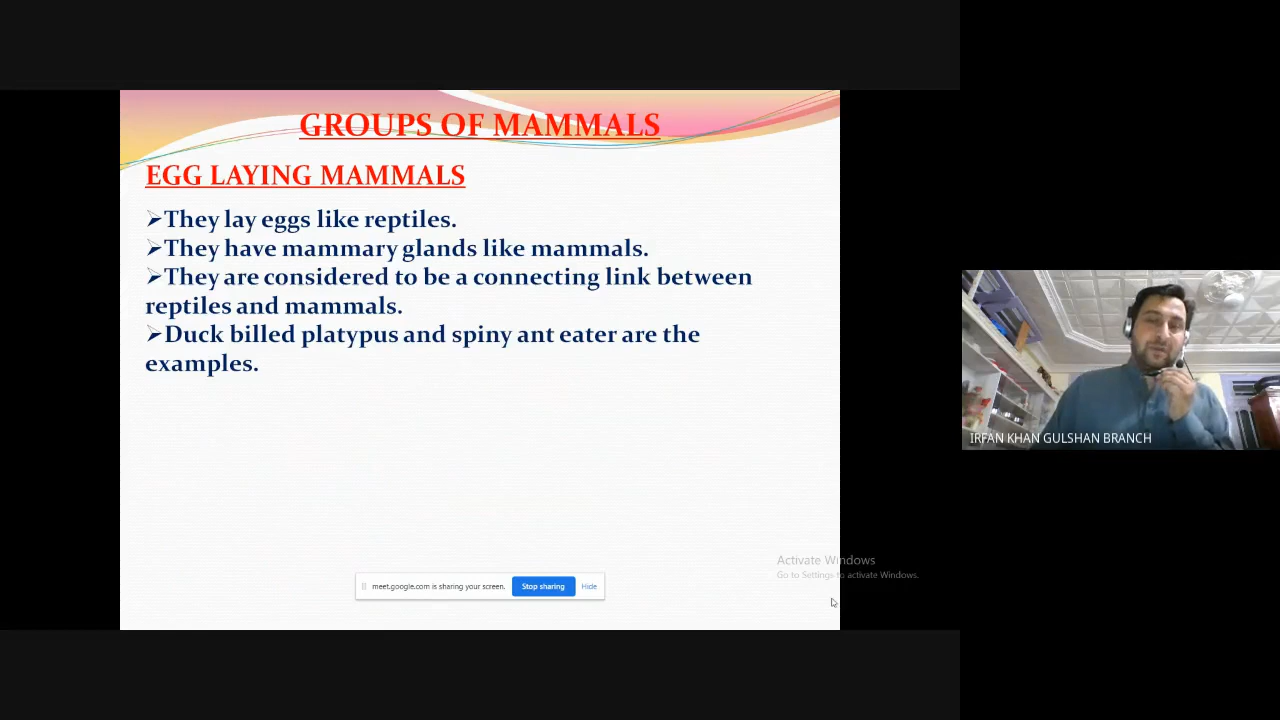 GROUPS OF MAMMALS
EGG LAYING MAMMALS
➢They lay eggs like reptiles.
➢They have mammary glands like mammals.
➢They are considered to be a connecting link between
reptiles and mammals.
➢Duck billed platypus and spiny ant eater are the
examples.
IRFAN KHAN GULSHAN BRANCH
Activate Windows
Go to Settings to activate Windows.
meet.google.com is sharing your screen. Stop sharing Hide